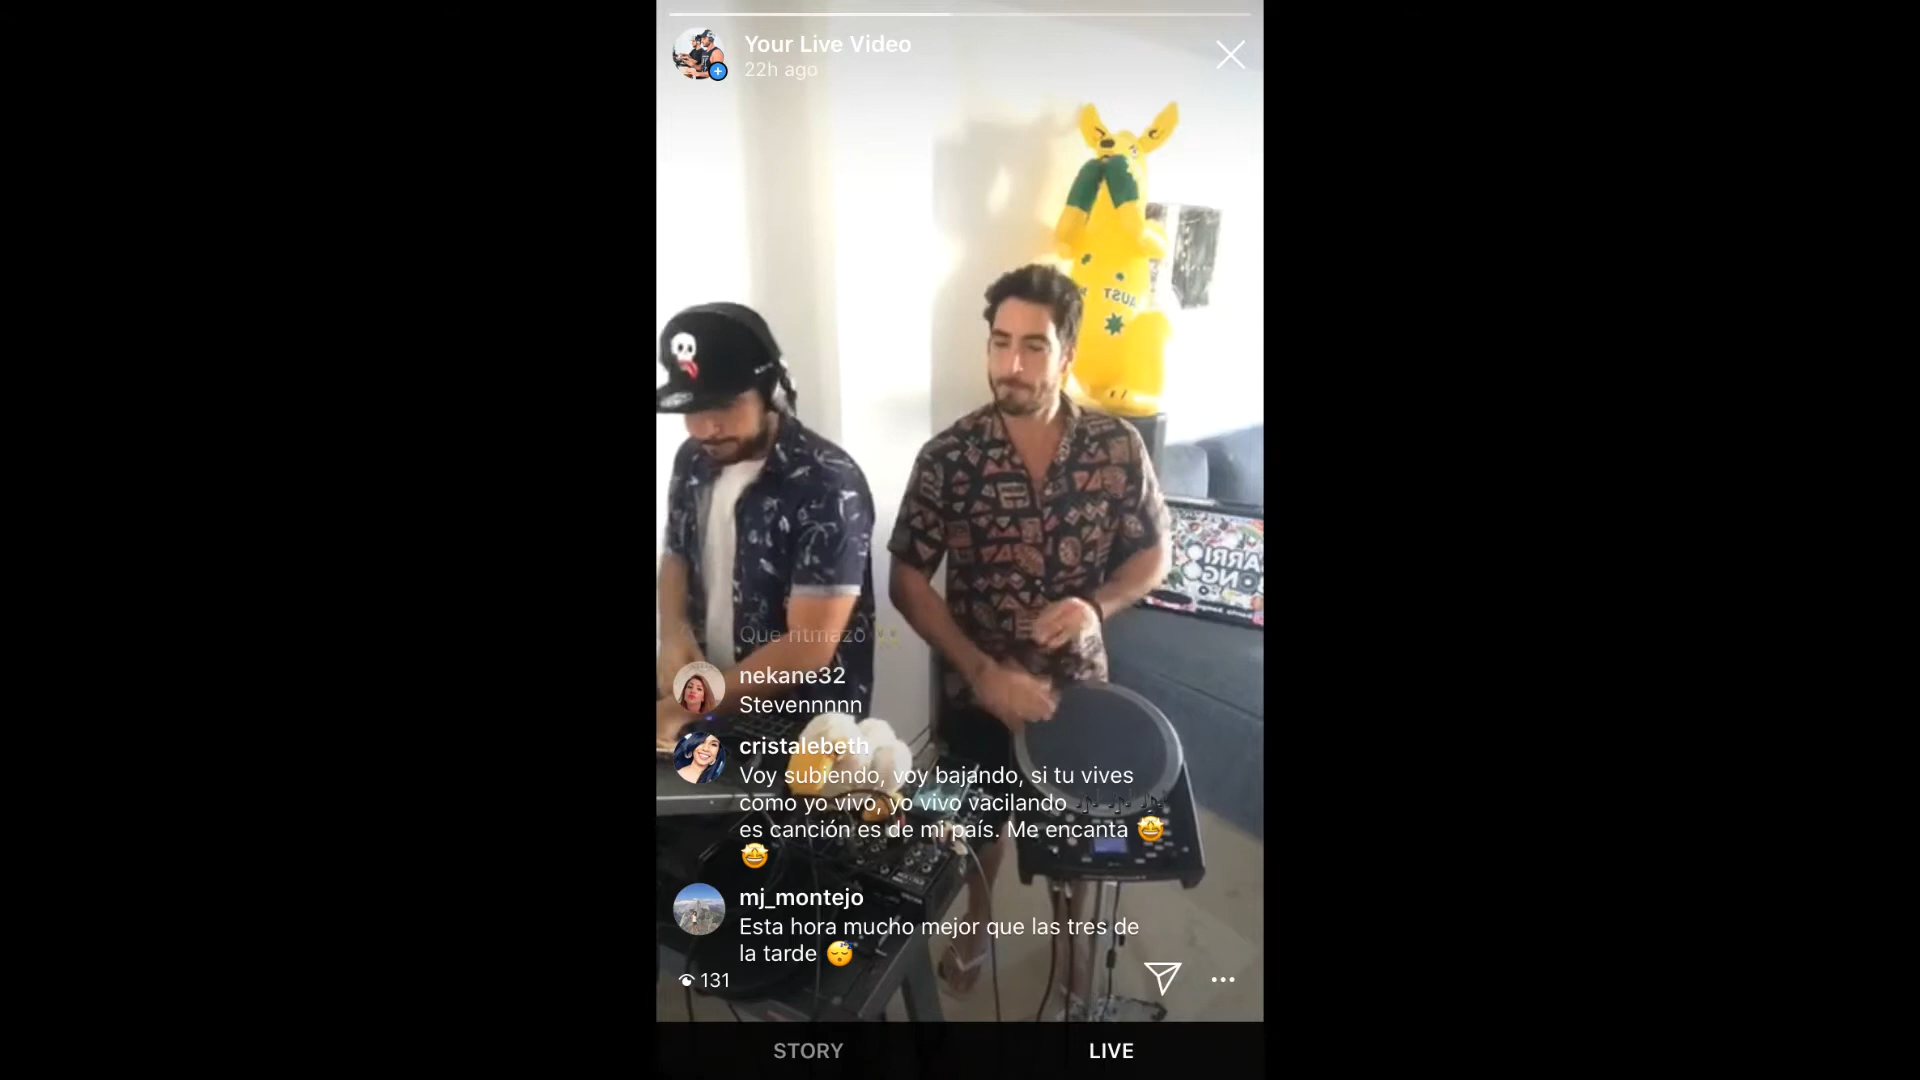 Your Live Video
22h ago
AUST
Que ritmazo
nekane32
Stevennnnn
cristalebeth
Voy subiendo, voy bajando, si tu vives
como yo vivo, yo vivo vacilando 🎶 🎶 🎶
es canción es de mi país. Me encanta 🤩
🤩
mj_montejo
Esta hora mucho mejor que las tres de
la tarde 😴
131
STORY
LIVE